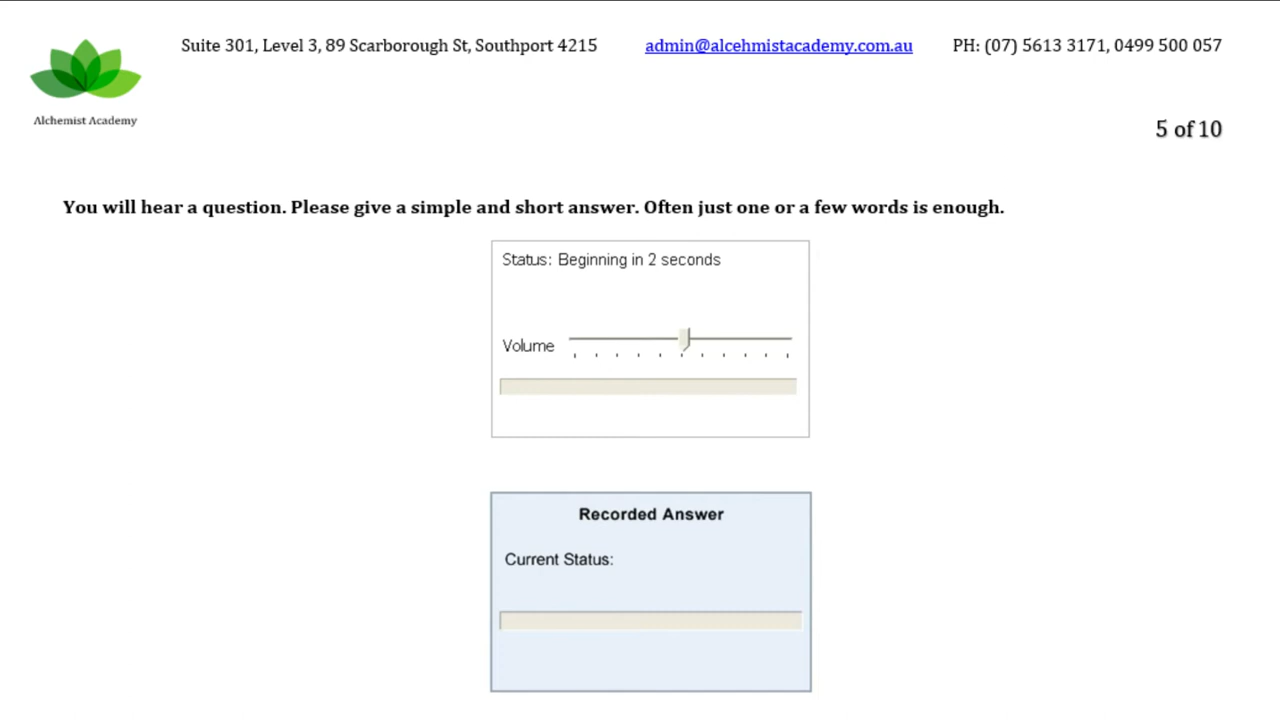 Suite 301, Level 3, 89 Scarborough St, Southport 4215 admin@alcehmistacademy.com.au PH: (07) 5613 3171, 0499 500 057
Alchemist Academy
5 of 10
You will hear a question. Please give a simple and short answer. Often just one or a few words is enough.
Status: Beginning in 2 seconds
Volume
Recorded Answer
Current Status: